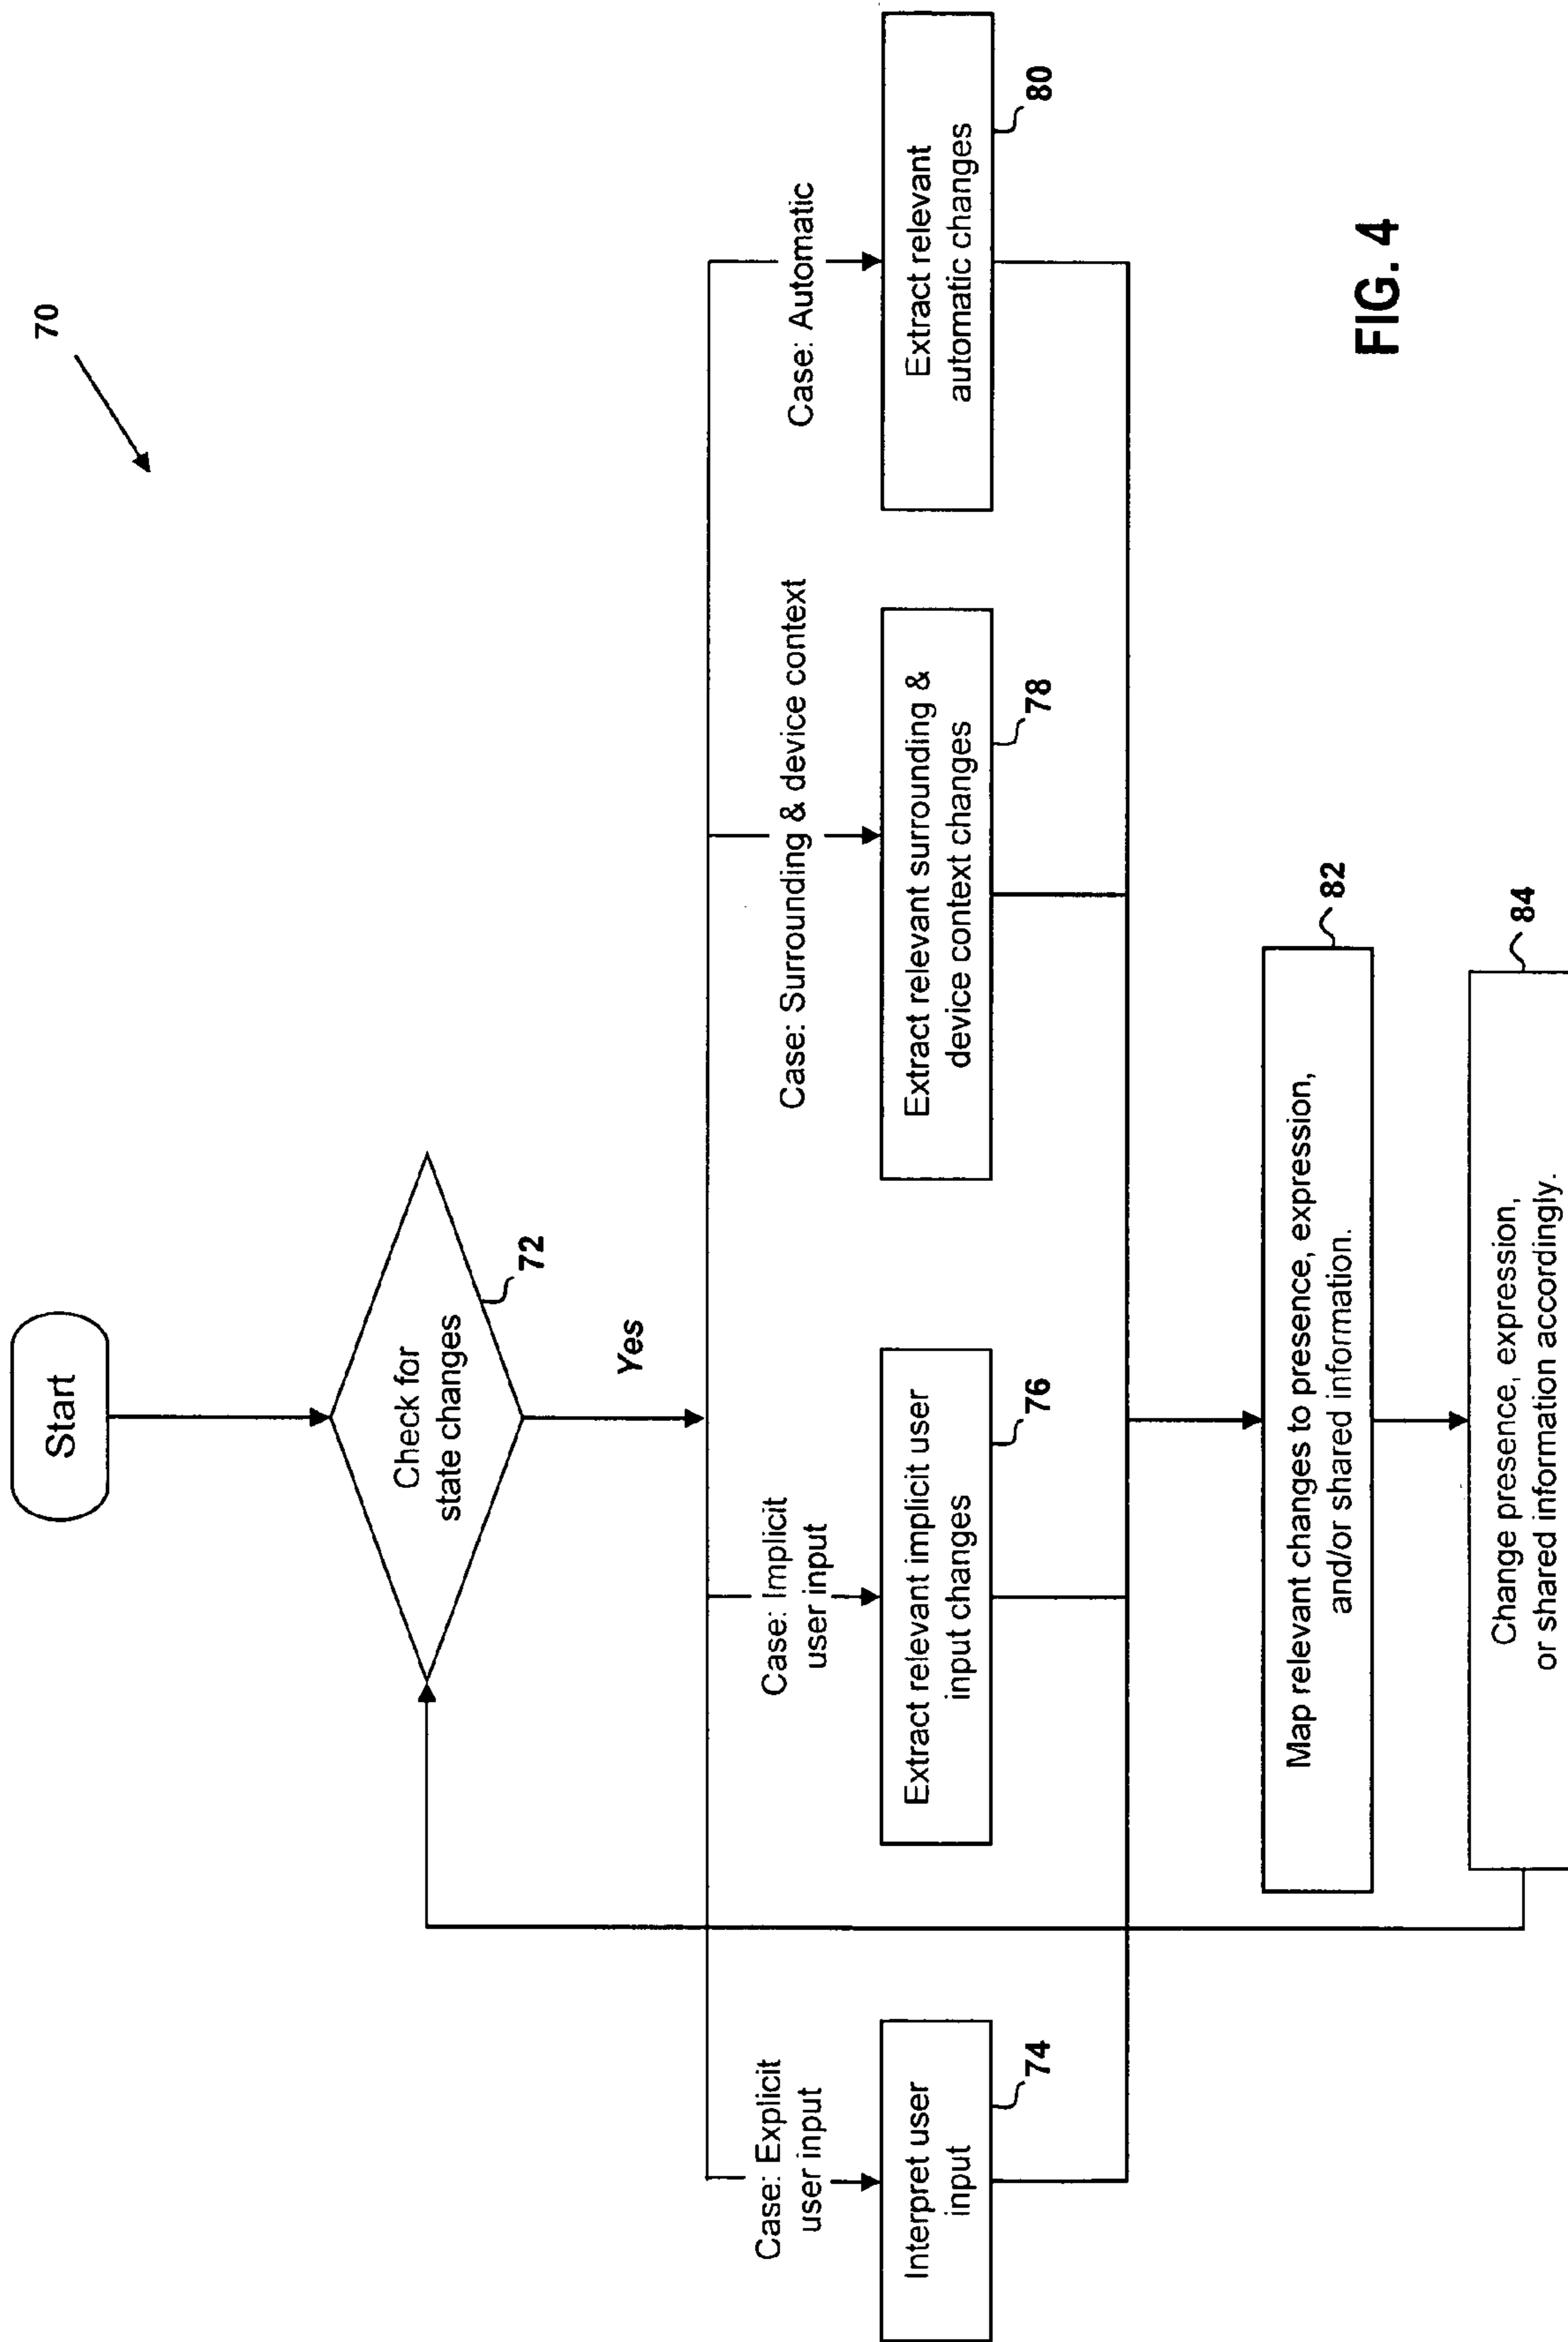 70
Start
Check for
state changes
72
Yes
Case: Explicit
user input
Case: Implicit
user input
Case: Surrounding & device context
Case: Automatic
Interpret user
input
74
Extract relevant implicit user
input changes
76
Extract relevant surrounding &
device context changes
78
Extract relevant
automatic changes
80
Map relevant changes to presence, expression,
and/or shared information.
82
Change presence, expression,
or shared information accordingly.
84
FIG. 4